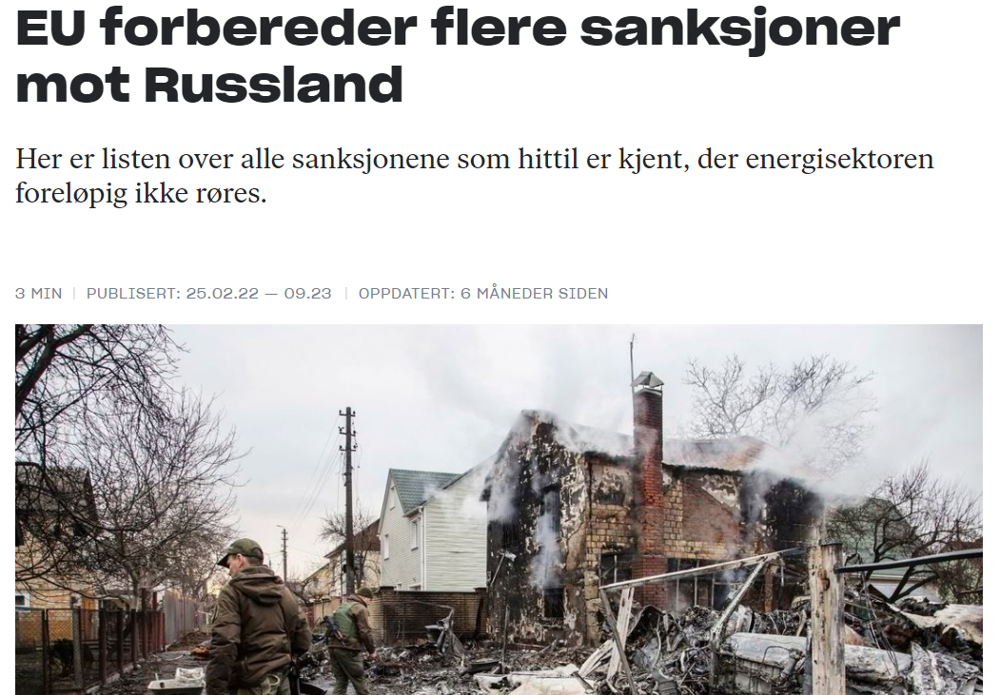 EU forbereder flere sanksjoner
mot Russland
Her er listen over alle sanksjonene som hittil er kjent, der energisektoren
foreløpig ikke røres.
3 MIN | PUBLISERT: 25.02.22 — 09.23 | OPPDATERT: 6 MÅNEDER SIDEN